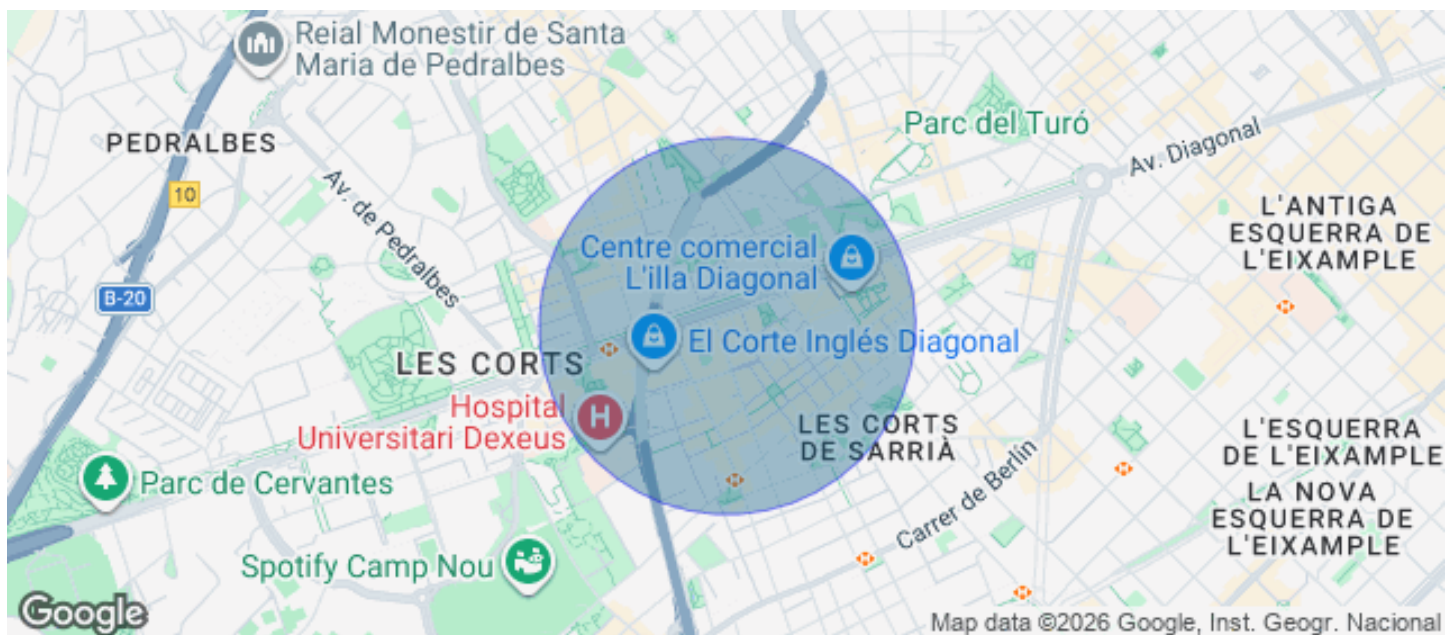 Reial Monestir de Santa
Maria de Pedralbes
PEDRALBES
10
Av. de Pedralbes
B-20
Parc del Turó
Av. Diagonal
L'ANTIGA
ESQUERRA DE
L'EIXAMPLE
Centre comercial
L'illa Diagonal
El Corte Inglés Diagonal
LES CORTS
Hospital
Universitari Dexeus
H
LES CORTS
DE SARRIÀ
L'ESQUERRA
DE L'EIXAMPLE
LA NOVA
ESQUERRA DE
L'EIXAMPLE
Parc de Cervantes
Carrer de Berlín
Spotify Camp Nou
Google
Map data ©2026 Google, Inst. Geogr. Nacional